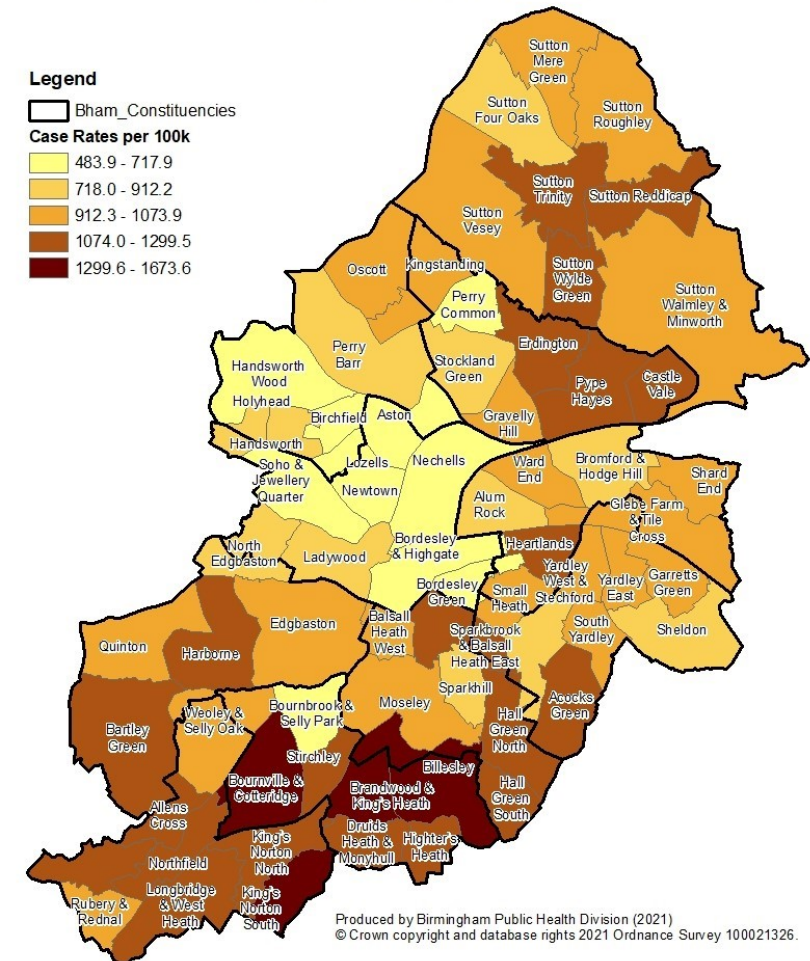 Legend
Bham_Constituencies
Case Rates per 100k
483.9 - 717.9
718.0 - 912.2
912.3 - 1073.9
1074.0 - 1299.5
1299.6 - 1673.6
Sutton
Mere
Green
Sutton
Four Oaks
Sutton
Roughley
Sutton
Trinity
Sutton Reddicap
Sutton
Vesey
Sutton
Wylde
Green
Sutton
Walmley &
Minworth
Oscott
Kingstanding
Perry
Common
Perry
Barr
Erdington
Stockland
Green
Pype
Hayes
Castle
Vale
Gravelly
Hill
Handsworth
Wood
Holyhead
Birchfield
Aston
Handsworth
Soho &
Jewellery
Quarter
Lozells
Nechells
Newtown
Ward
End
Bromford &
Hodge Hill
Shard
End
Alum
Rock
Glebe Farm
& Tile
Cross
North
Edgbaston
Ladywood
Bordesley
& Highgate
Heartlands
Bordesley
Green
Yardley
West &
Stechford
Yardley
East
Garretts
Green
Small
Heath
South
Yardley
Sheldon
Quinton
Harborne
Edgbaston
Balsall
Heath
West
Sparkbrook
& Balsall
Heath East
Sparkhill
Moseley
Acocks
Green
Hall
Green
North
Bartley
Green
Weoley &
Selly Oak
Bournbrook &
Selly Park
Stirchley
Bournville &
Cotteridge
Billesley
Brandwood &
King's Heath
Hall
Green
South
Allens
Cross
King's
Norton
North
Druids
Heath &
Monyhull
Highter's
Heath
Northfield
Longbridge
& West
Heath
King's
Norton
South
Rubery &
Rednal
Produced by Birmingham Public Health Division (2021)
© Crown copyright and database rights 2021 Ordnance Survey 100021326.